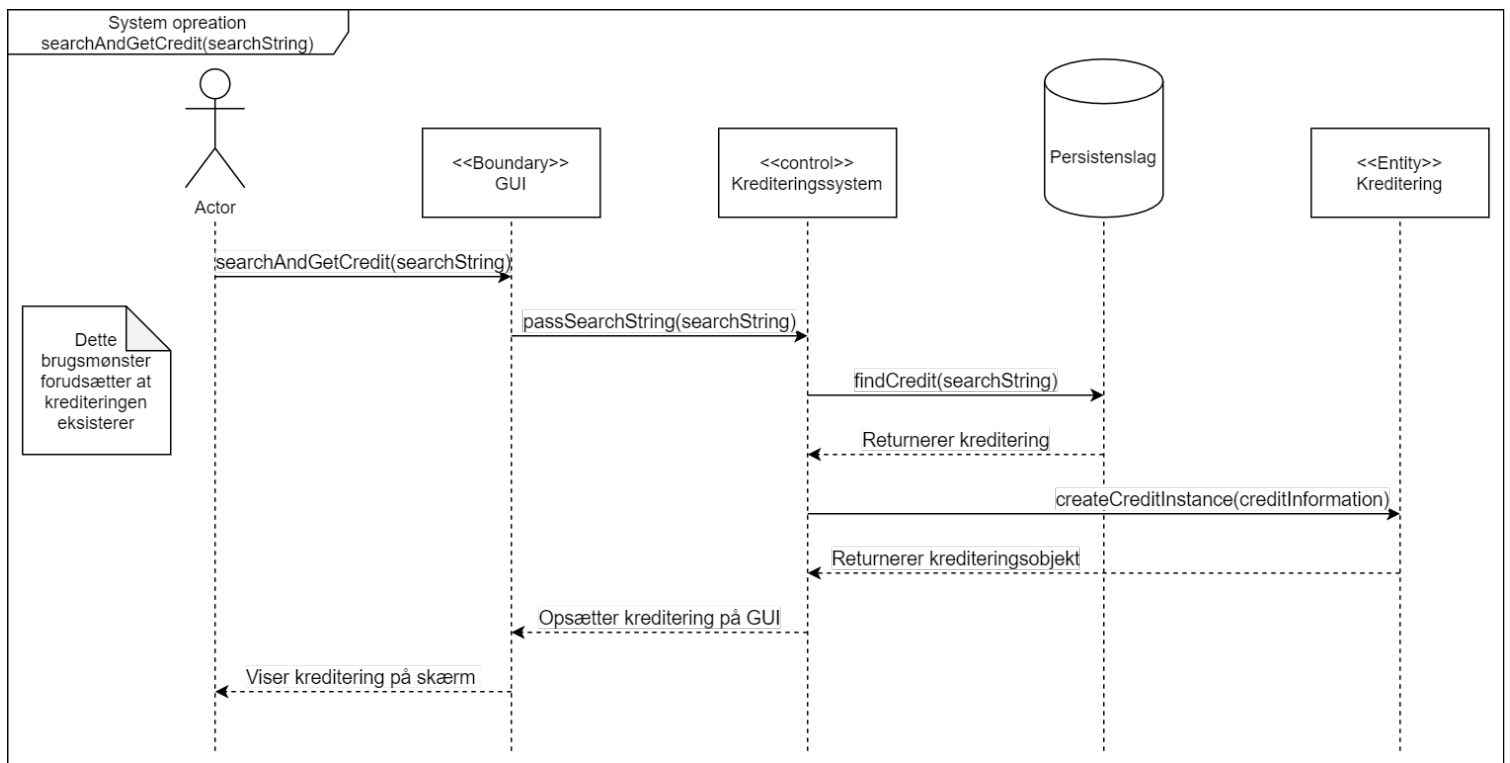 System opreation
searchAndGetCredit(searchString)
Actor
<<Boundary>>
GUI
<<control>>
Krediteringssystem
Persistenslag
<<Entity>>
Kreditering
searchAndGetCredit(searchString)
Dette
brugsmønster
forudsætter at
krediteringen
eksisterer
passSearchString(searchString)
findCredit(searchString)
Returnerer kreditering
createCreditInstance(creditInformation)
Returnerer krediteringsobjekt
Opsætter kreditering på GUI
Viser kreditering på skærm